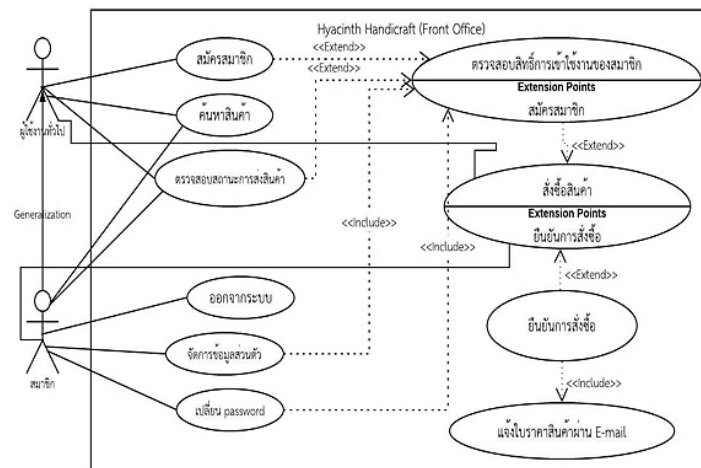 Hyacinth Handicraft (Front Office)
<<Extend>>
สมัครสมาชิก
<<Extend>>
ตรวจสอบสิทธิ์การเข้าใช้งานของสมาชิก
Extension Points
สมัครสมาชิก
ค้นหาสินค้า
ผู้ใช้งานทั่วไป
<<Extend>>
ตรวจสอบสถานะการส่งสินค้า
สั่งซื้อสินค้า
Extension Points
ยืนยันการสั่งซื้อ
Generalization
<<Include>>
<<Include>>
<<Extend>>
ออกจากระบบ
ยืนยันการสั่งซื้อ
จัดการข้อมูลส่วนตัว
สมาชิก
<<Include>>
เปลี่ยน password
แจ้งใบราคาสินค้าผ่าน E-mail